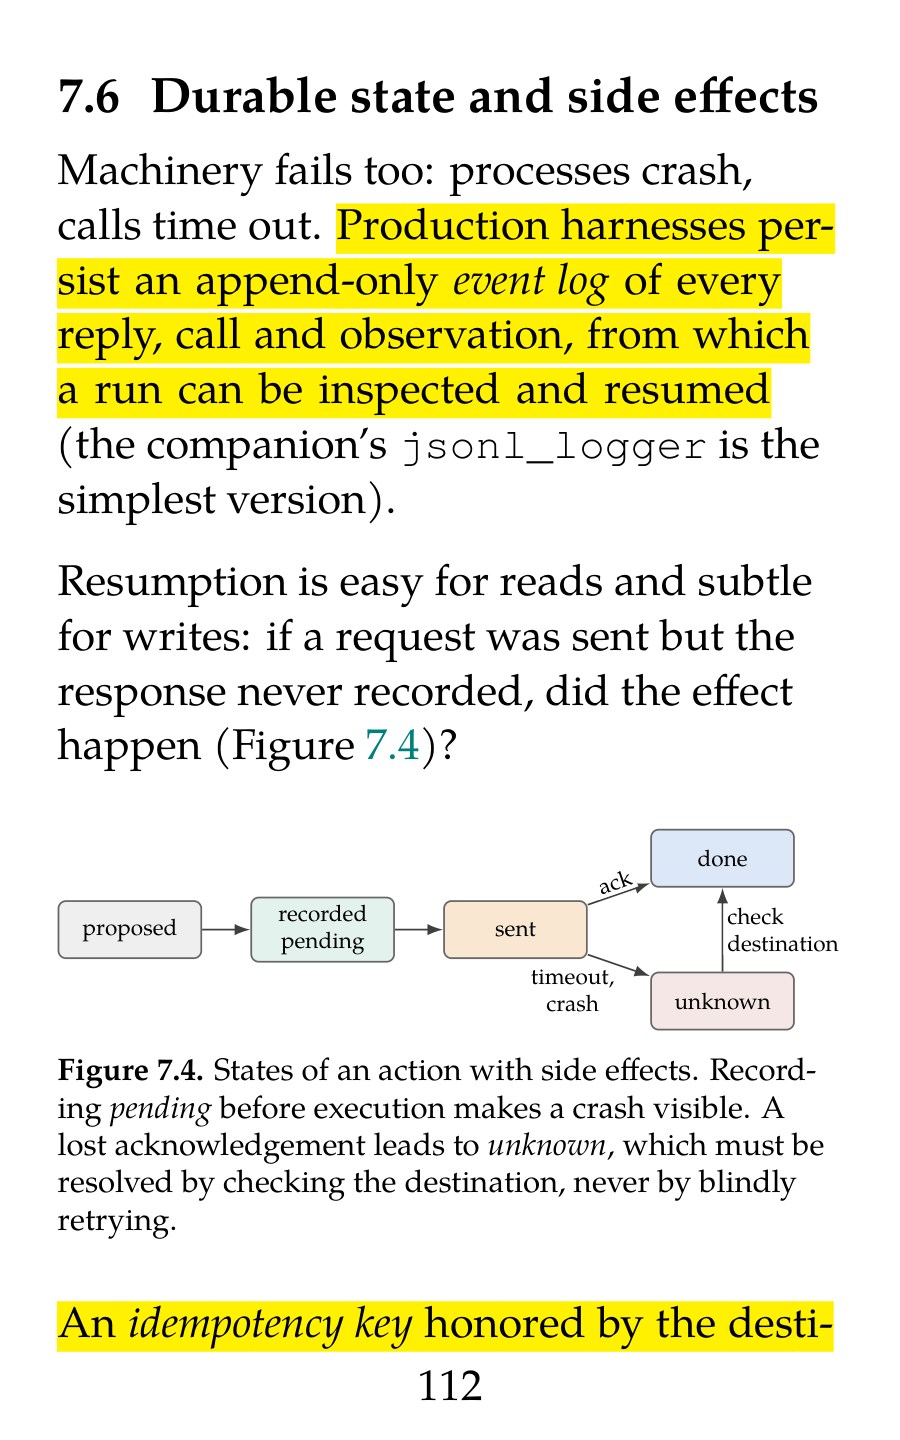 7.6 Durable state and side effects
Machinery fails too: processes crash,
calls time out. Production harnesses per-
sist an append-only event log of every
reply, call and observation, from which
a run can be inspected and resumed
(the companion's jsonl_logger is the
simplest version).
Resumption is easy for reads and subtle
for writes: if a request was sent but the
response never recorded, did the effect
happen (Figure 7.4)?
proposed
recorded
pending
sent
ack
done
timeout,
crash
unknown
check
destination
Figure 7.4. States of an action with side effects. Record-
ing pending before execution makes a crash visible. A
lost acknowledgement leads to unknown, which must be
resolved by checking the destination, never by blindly
retrying.
An idempotency key honored by the desti-
112